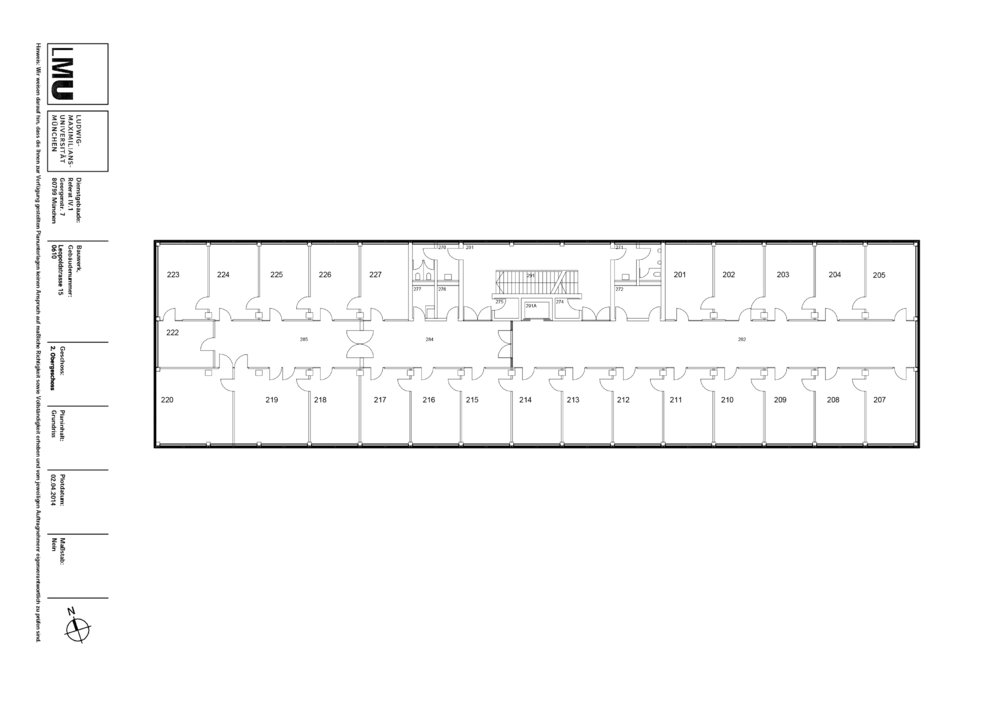 LMU
LUDWIG-
MAXIMILIANS-
UNIVERSITÄT
MÜNCHEN
Dienstgebäude:
Referat IV.1
Georgenstr. 7
80799 München
Bauwerk,
Gebäudenummer:
Leopoldstrasse 15
0610
Geschoss:
2. Obergeschoss
Planinhalt:
Grundriss
Plotdatum:
02.04.2014
Maßstab:
Nein
N
Hinweis: Wir weisen darauf hin, dass die Ihnen zur Verfügung gestellten Planunterlagen keinen Anspruch auf maßliche Richtigkeit sowie Vollständigkeit erheben und vom jeweiligen Auftragnehmer eigenverantwortlich zu prüfen sind.
223 224 225 226 227 291 201 202 203 204 205
277 278 272
275 291A 274
222
285 284 282
220 219 218 217 216 215 214 213 212 211 210 209 208 207